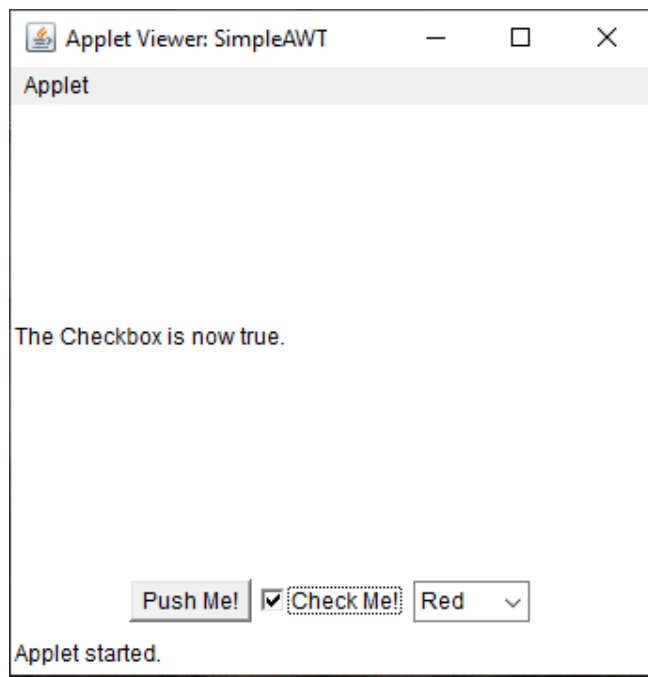 Applet Viewer: SimpleAWT
Applet
The Checkbox is now true.
Push Me! Check Me! Red
Applet started.